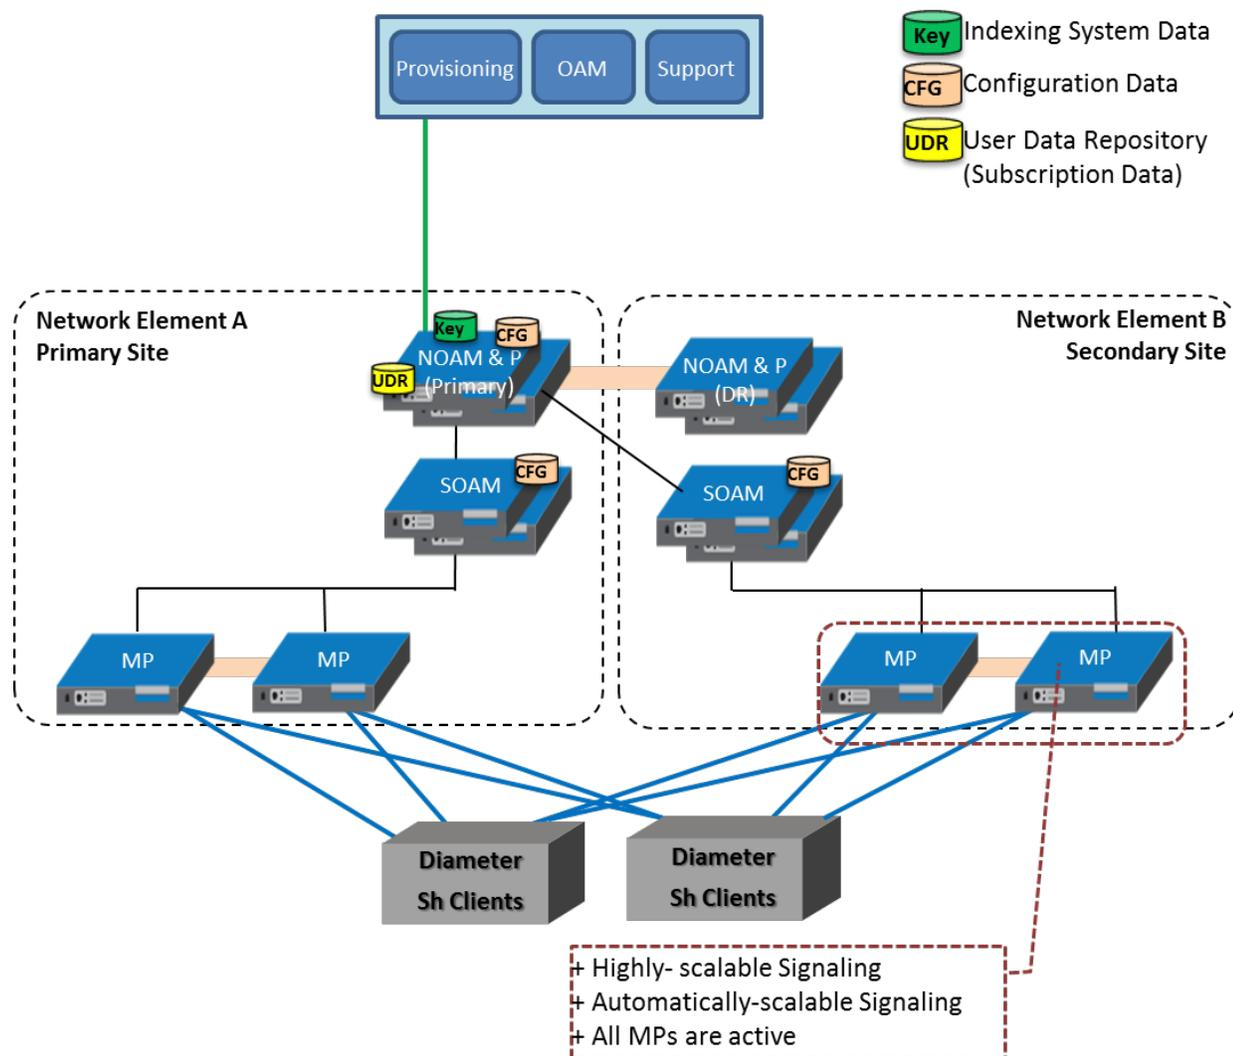 Provisioning
OAM
Support
Key
Indexing System Data
CFG
Configuration Data
UDR
User Data Repository
(Subscription Data)
Network Element A
Primary Site
Network Element B
Secondary Site
Key
CFG
UDR
NOAM & P
(Primary)
NOAM & P
(DR)
CFG
SOAM
CFG
SOAM
MP
MP
MP
MP
Diameter
Sh Clients
Diameter
Sh Clients
+ Highly- scalable Signaling
+ Automatically-scalable Signaling
+ All MPs are active